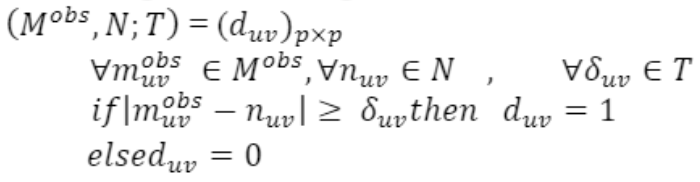 (M^{obs}, N; T) = (d_{uv})_{p×p}
∀m_{uv}^{obs} ∈ M^{obs}, ∀n_{uv} ∈ N , ∀δ_{uv} ∈ T
if|m_{uv}^{obs} − n_{uv}| ≥ δ_{uv}then d_{uv} = 1
elsed_{uv} = 0